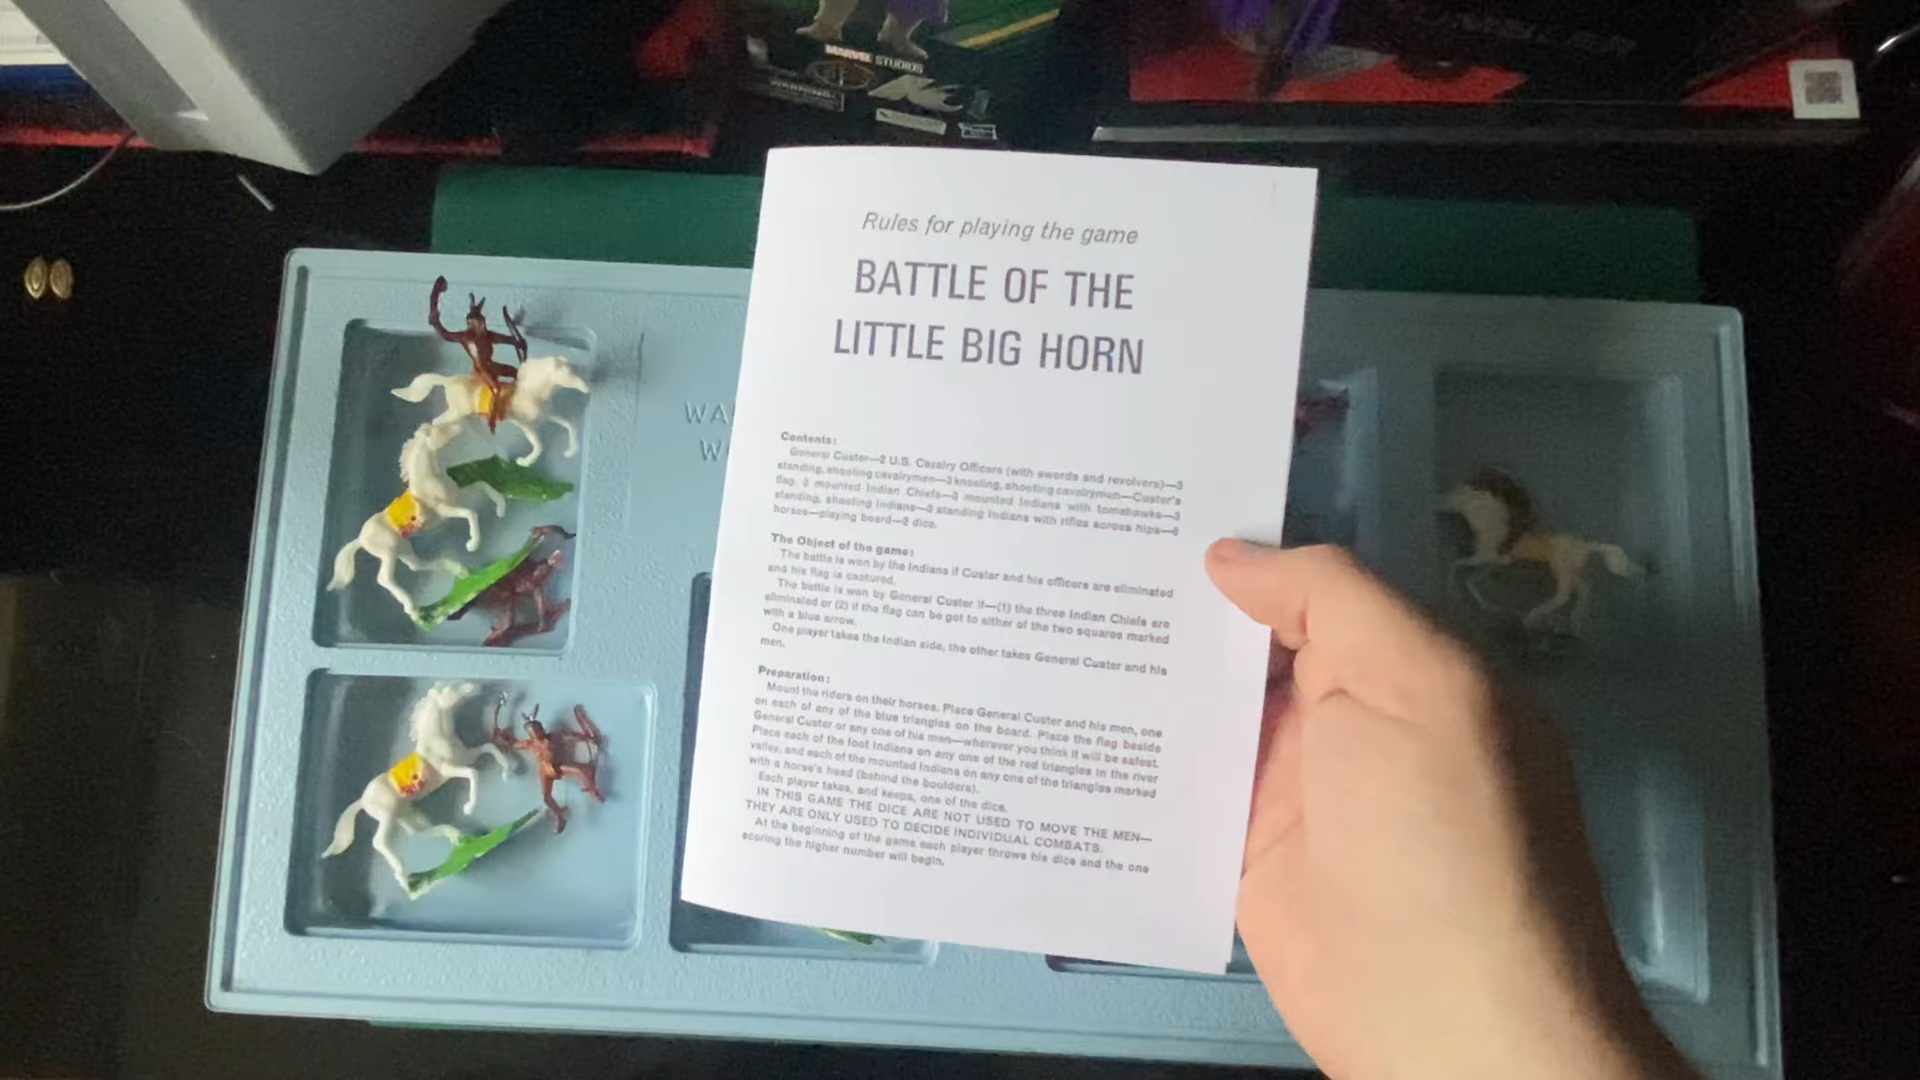 MARVEL STUDIOS
WARNING:
Rules for playing the game
BATTLE OF THE
LITTLE BIG HORN
WA
W
Contents:
General Custer—2 U.S. Cavalry Officers (with swords and revolvers)—3
standing, shooting cavalrymen—3 kneeling, shooting cavalrymen—Custer's
flag. 3 mounted Indian Chiefs—3 mounted Indians with tomahawks—3
standing, shooting Indians—3 standing Indians with rifles across hips—6
horses—playing board—2 dice.
The Object of the game:
The battle is won by the Indians if Custer and his officers are eliminated
and his flag is captured.
The battle is won by General Custer if—(1) the three Indian Chiefs are
eliminated or (2) if the flag can be got to either of the two squares marked
with a blue arrow.
One player takes the Indian side, the other takes General Custer and his
men.
Preparation:
Mount the riders on their horses. Place General Custer and his men, one
on each of any of the blue triangles on the board. Place the flag beside
General Custer or any one of his men—wherever you think it will be safest.
Place each of the foot Indians on any one of the red triangles in the river
valley, and each of the mounted Indians on any one of the triangles marked
with a horse's head (behind the boulders).
Each player takes, and keeps, one of the dice.
IN THIS GAME THE DICE ARE NOT USED TO MOVE THE MEN—
THEY ARE ONLY USED TO DECIDE INDIVIDUAL COMBATS.
At the beginning of the game each player throws his dice and the one
scoring the higher number will begin.